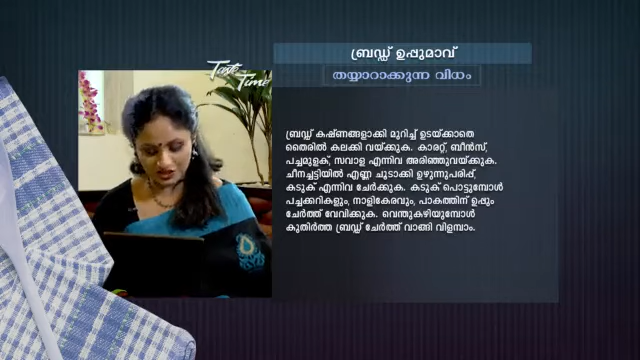 ബ്രഡ്ഡ് ഉപ്പുമാവ്
തയ്യാറാക്കുന്ന വിധം
Taste
Time
ബ്രഡ്ഡ് കഷ്ണങ്ങളാക്കി മുറിച്ച് ഉടയ്ക്കാതെ
തൈരിൽ കലക്കി വയ്ക്കുക. കാരറ്റ്, ബീൻസ്,
പച്ചമുളക്, സവാള എന്നിവ അരിഞ്ഞുവയ്ക്കുക.
ചീനച്ചട്ടിയിൽ എണ്ണ ചൂടാക്കി ഉഴുന്നുപരിപ്പ്,
കടുക് എന്നിവ ചേർക്കുക. കടുക് പൊട്ടുമ്പോൾ
പച്ചക്കറികളും, നാളികേരവും, പാകത്തിന് ഉപ്പും
ചേർത്ത് വേവിക്കുക. വെന്തുകഴിയുമ്പോൾ
കുതിർത്ത ബ്രഡ്ഡ് ചേർത്ത് വാങ്ങി വിളമ്പാം.